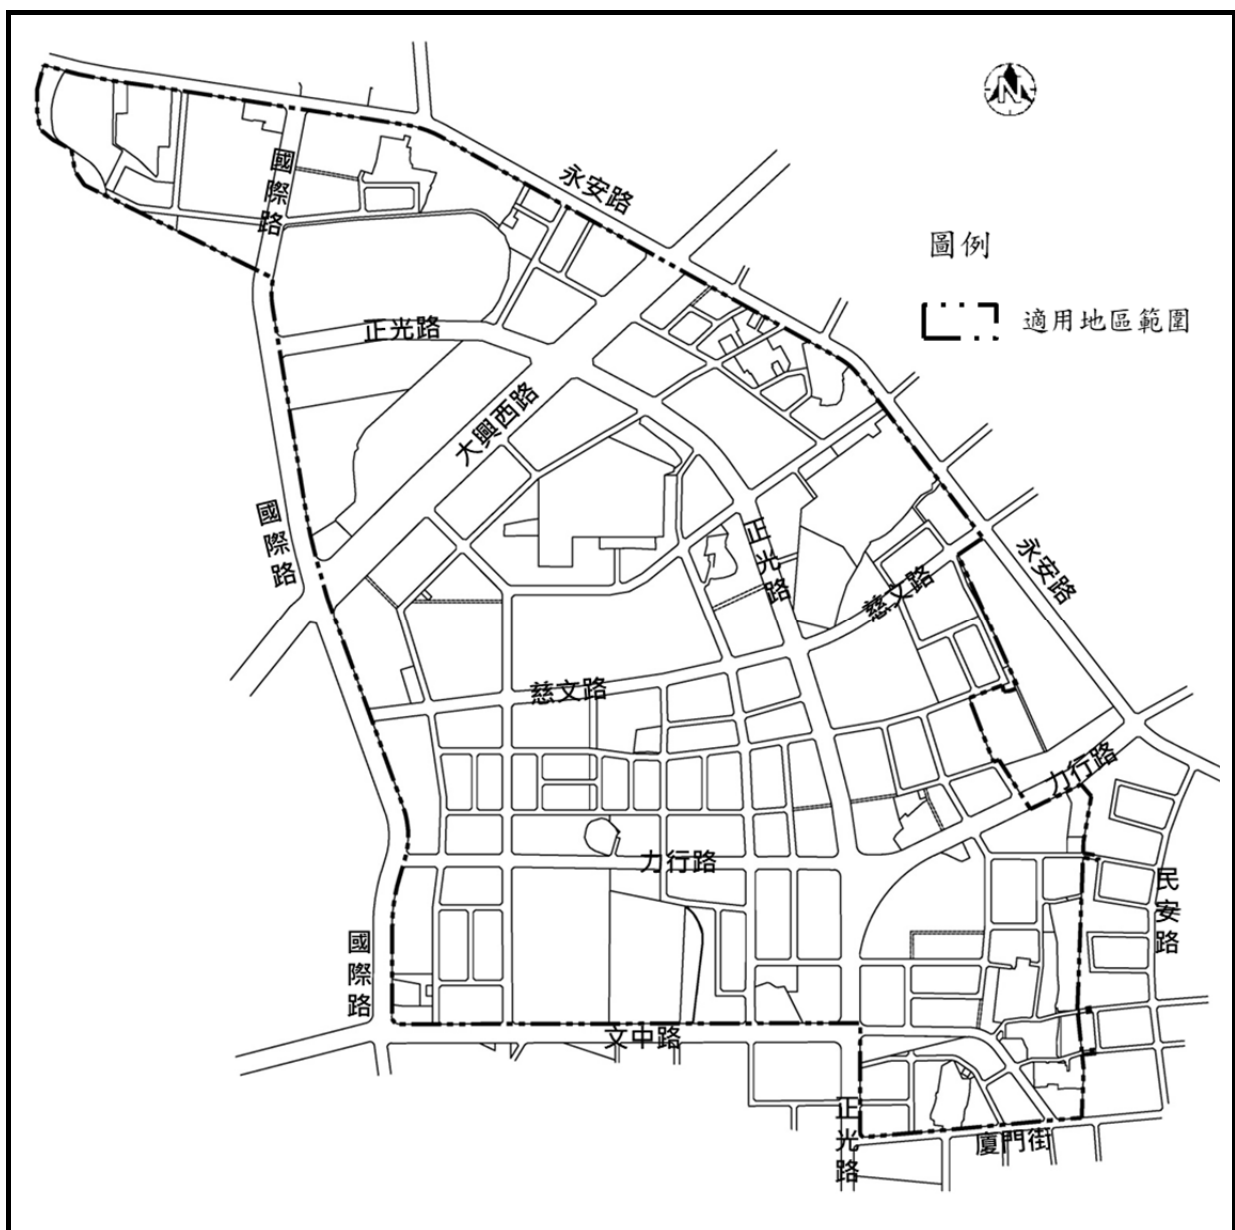 N
國際路
永安路
圖例
適用地區範圍
正光路
大興西路
國際路
正光路
慈文路
永安路
慈文路
力行路
力行路
民安路
國際路
文中路
正光路
廈門街